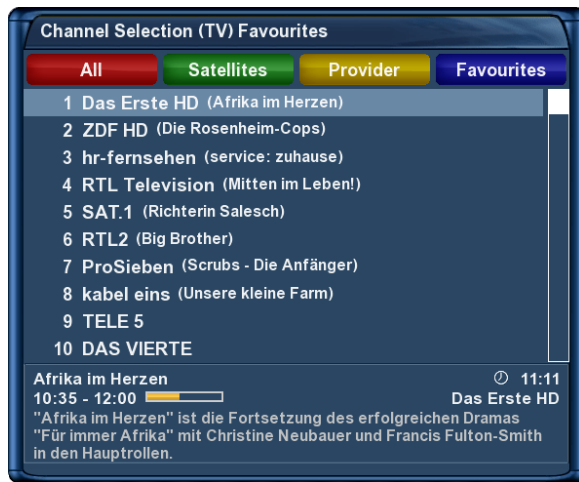 Channel Selection (TV) Favourites
All Satellites Provider Favourites
1 Das Erste HD (Afrika im Herzen)
2 ZDF HD (Die Rosenheim-Cops)
3 hr-fernsehen (service: zuhause)
4 RTL Television (Mitten im Leben!)
5 SAT.1 (Richterin Salesch)
6 RTL2 (Big Brother)
7 ProSieben (Scrubs - Die Anfänger)
8 kabel eins (Unsere kleine Farm)
9 TELE 5
10 DAS VIERTE
Afrika im Herzen 11:11
10:35 - 12:00 Das Erste HD
"Afrika im Herzen" ist die Fortsetzung des erfolgreichen Dramas
"Für immer Afrika" mit Christine Neubauer und Francis Fulton-Smith
in den Hauptrollen.